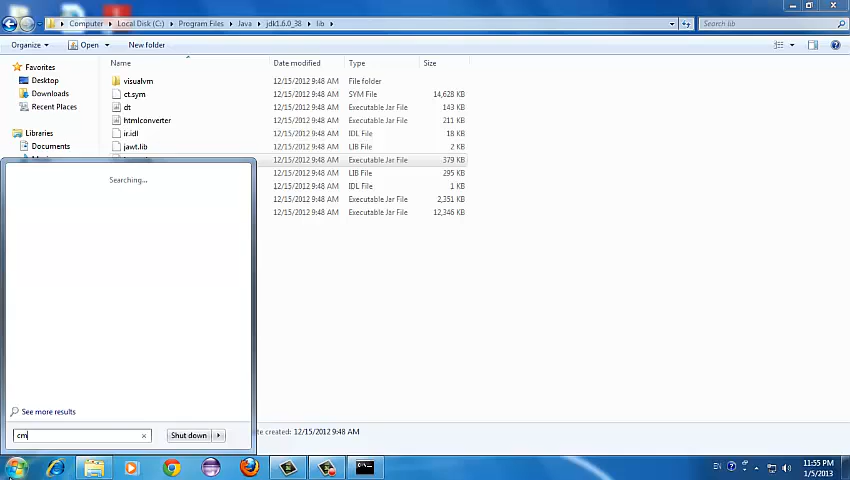 Computer ▸ Local Disk (C:) ▸ Program Files ▸ Java ▸ jdk1.6.0_38 ▸ lib ▸
Search lib
Organize Open New folder
Name Date modified Type Size
Favorites
Desktop
Downloads
Recent Places
Libraries
Documents
visualvm 12/15/2012 9:48 AM File folder
ct.sym 12/15/2012 9:48 AM SYM File 14,628 KB
dt 12/15/2012 9:48 AM Executable Jar File 143 KB
htmlconverter 12/15/2012 9:48 AM Executable Jar File 211 KB
ir.idl 12/15/2012 9:48 AM IDL File 18 KB
jawt.lib 12/15/2012 9:48 AM LIB File 2 KB
12/15/2012 9:48 AM Executable Jar File 379 KB
12/15/2012 9:48 AM LIB File 295 KB
12/15/2012 9:48 AM IDL File 1 KB
12/15/2012 9:48 AM Executable Jar File 2,351 KB
12/15/2012 9:48 AM Executable Jar File 12,346 KB
Searching...
See more results
cm
Shut down
te created: 12/15/2012 9:48 AM
EN
11:55 PM
1/5/2013